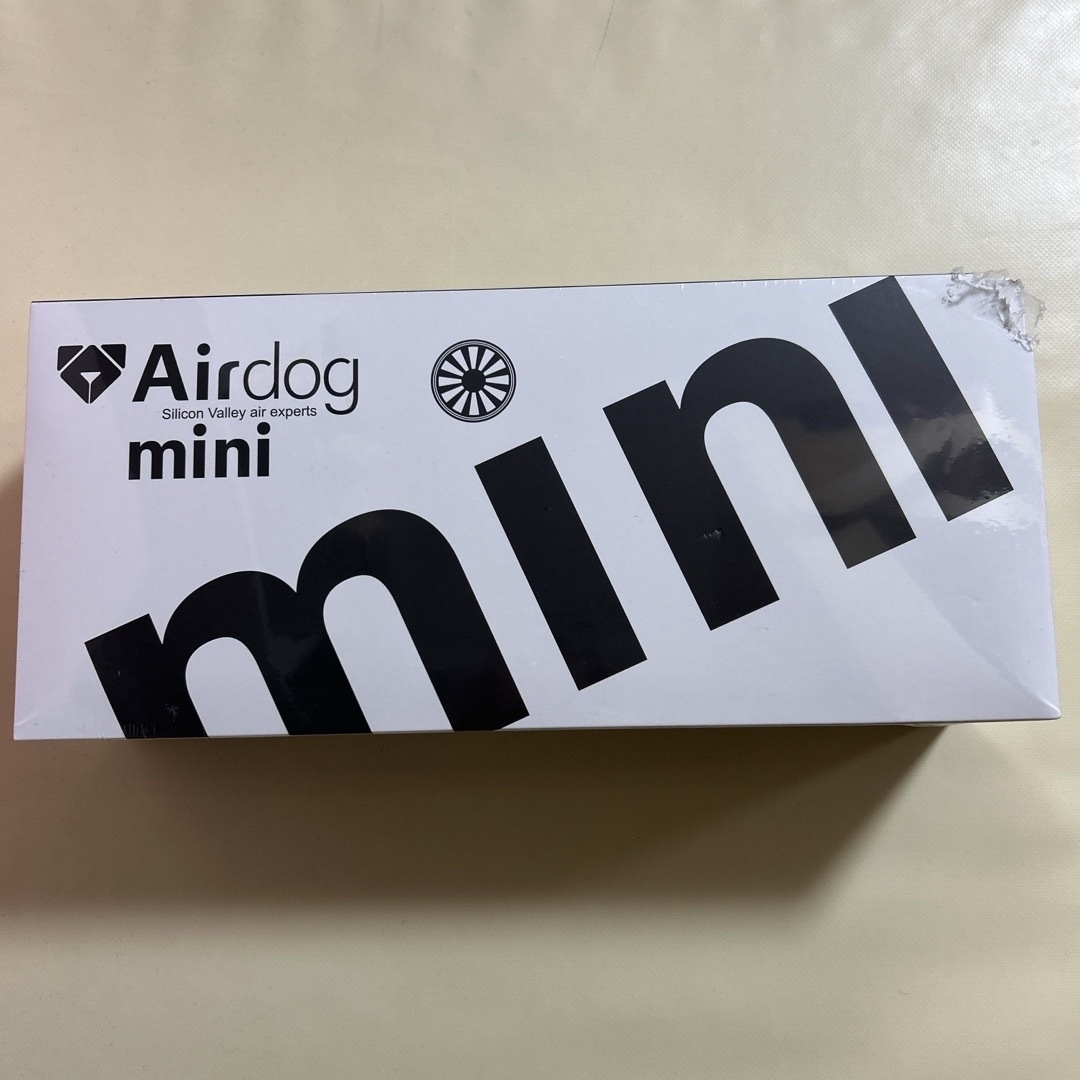 Airdog
Silicon Valley air experts
mini
mini